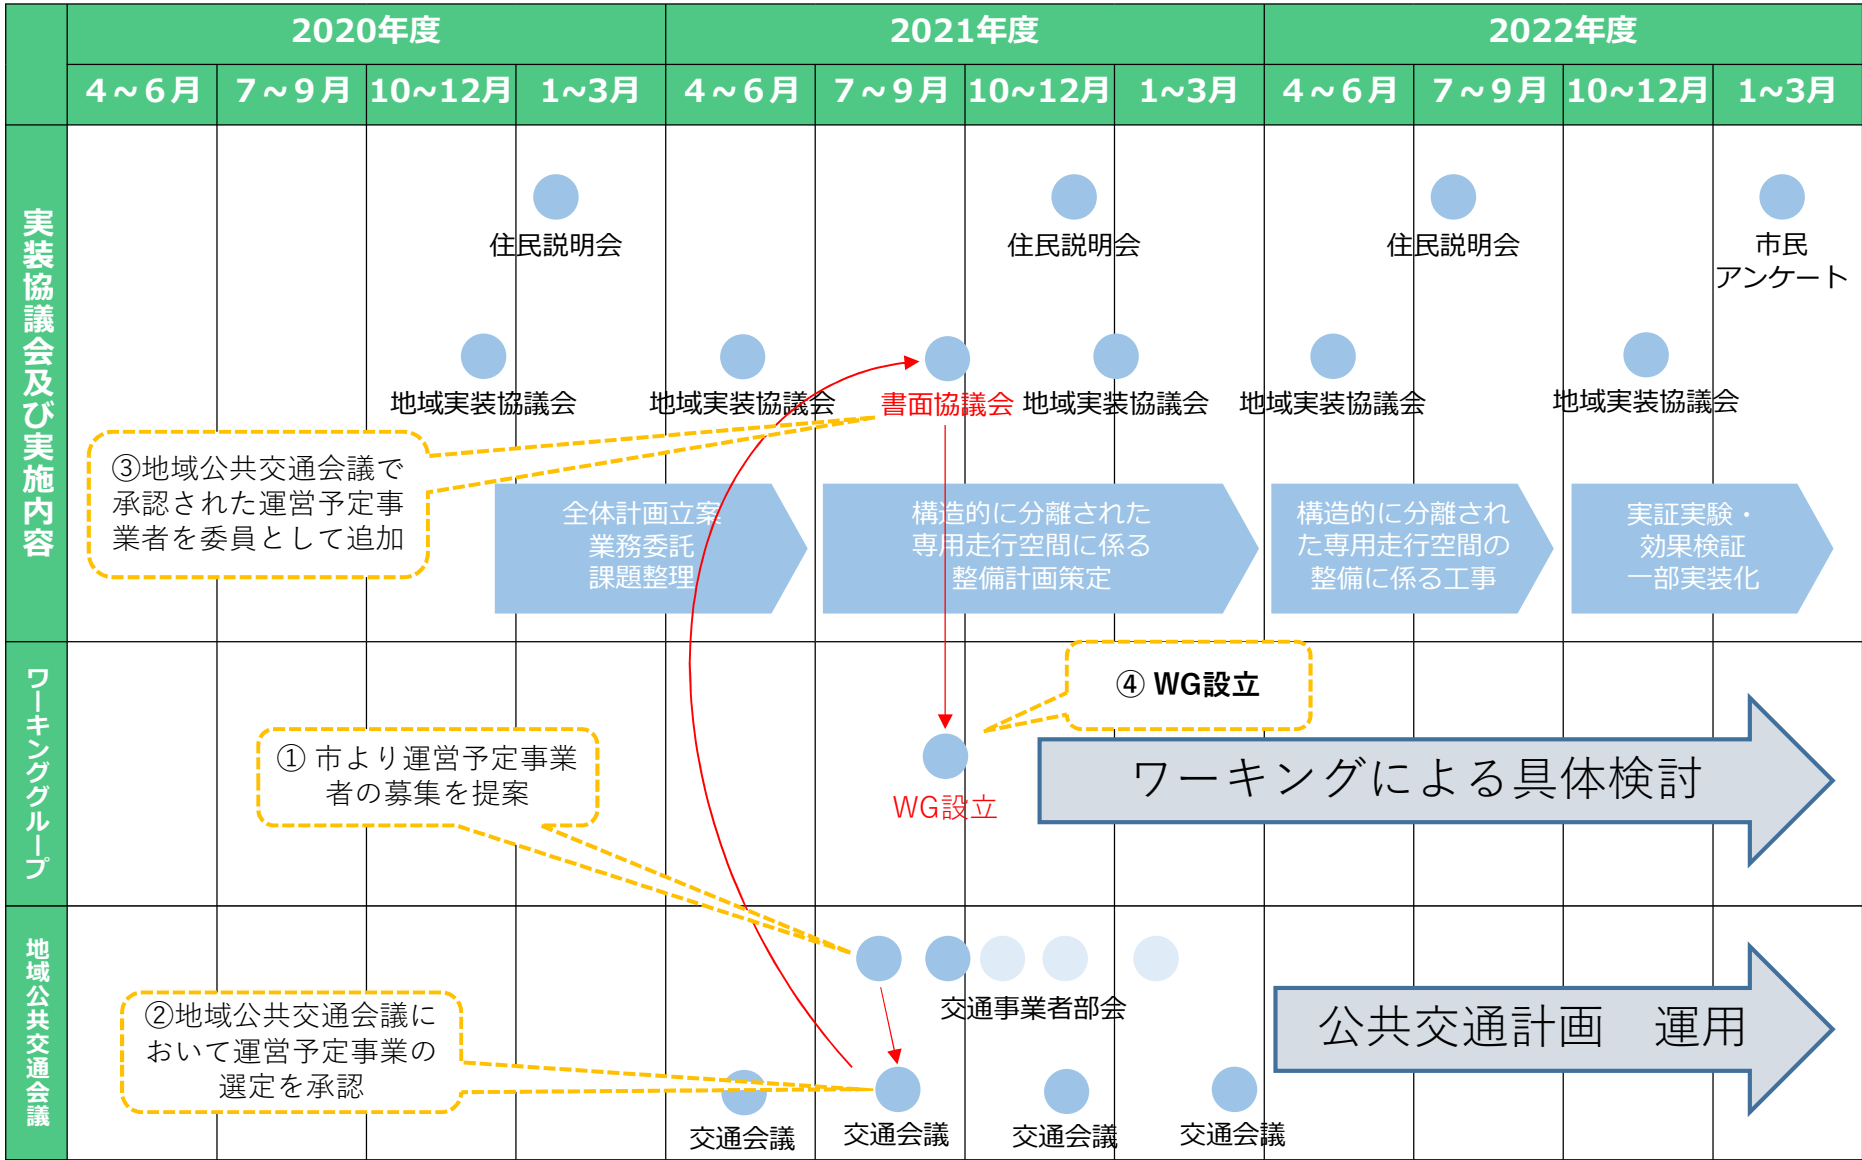 2020年度
2021年度
2022年度
4～6月
7～9月
10~12月
1~3月
4～6月
7～9月
10~12月
1~3月
4～6月
7～9月
10~12月
1~3月
実装協議会及び実施内容
住民説明会
住民説明会
住民説明会
市民
アンケート
地域実装協議会
地域実装協議会
書面協議会
地域実装協議会
地域実装協議会
地域実装協議会
③地域公共交通会議で
承認された運営予定事
業者を委員として追加
全体計画立案
業務委託
課題整理
構造的に分離された
専用走行空間に係る
整備計画策定
構造的に分離され
た専用走行空間の
整備に係る工事
実証実験・
効果検証
一部実装化
ワーキンググループ
④ WG設立
① 市より運営予定事業
者の募集を提案
WG設立
ワーキングによる具体検討
地域公共交通会議
交通事業者部会
②地域公共交通会議に
おいて運営予定事業の
選定を承認
公共交通計画　運用
交通会議
交通会議
交通会議
交通会議